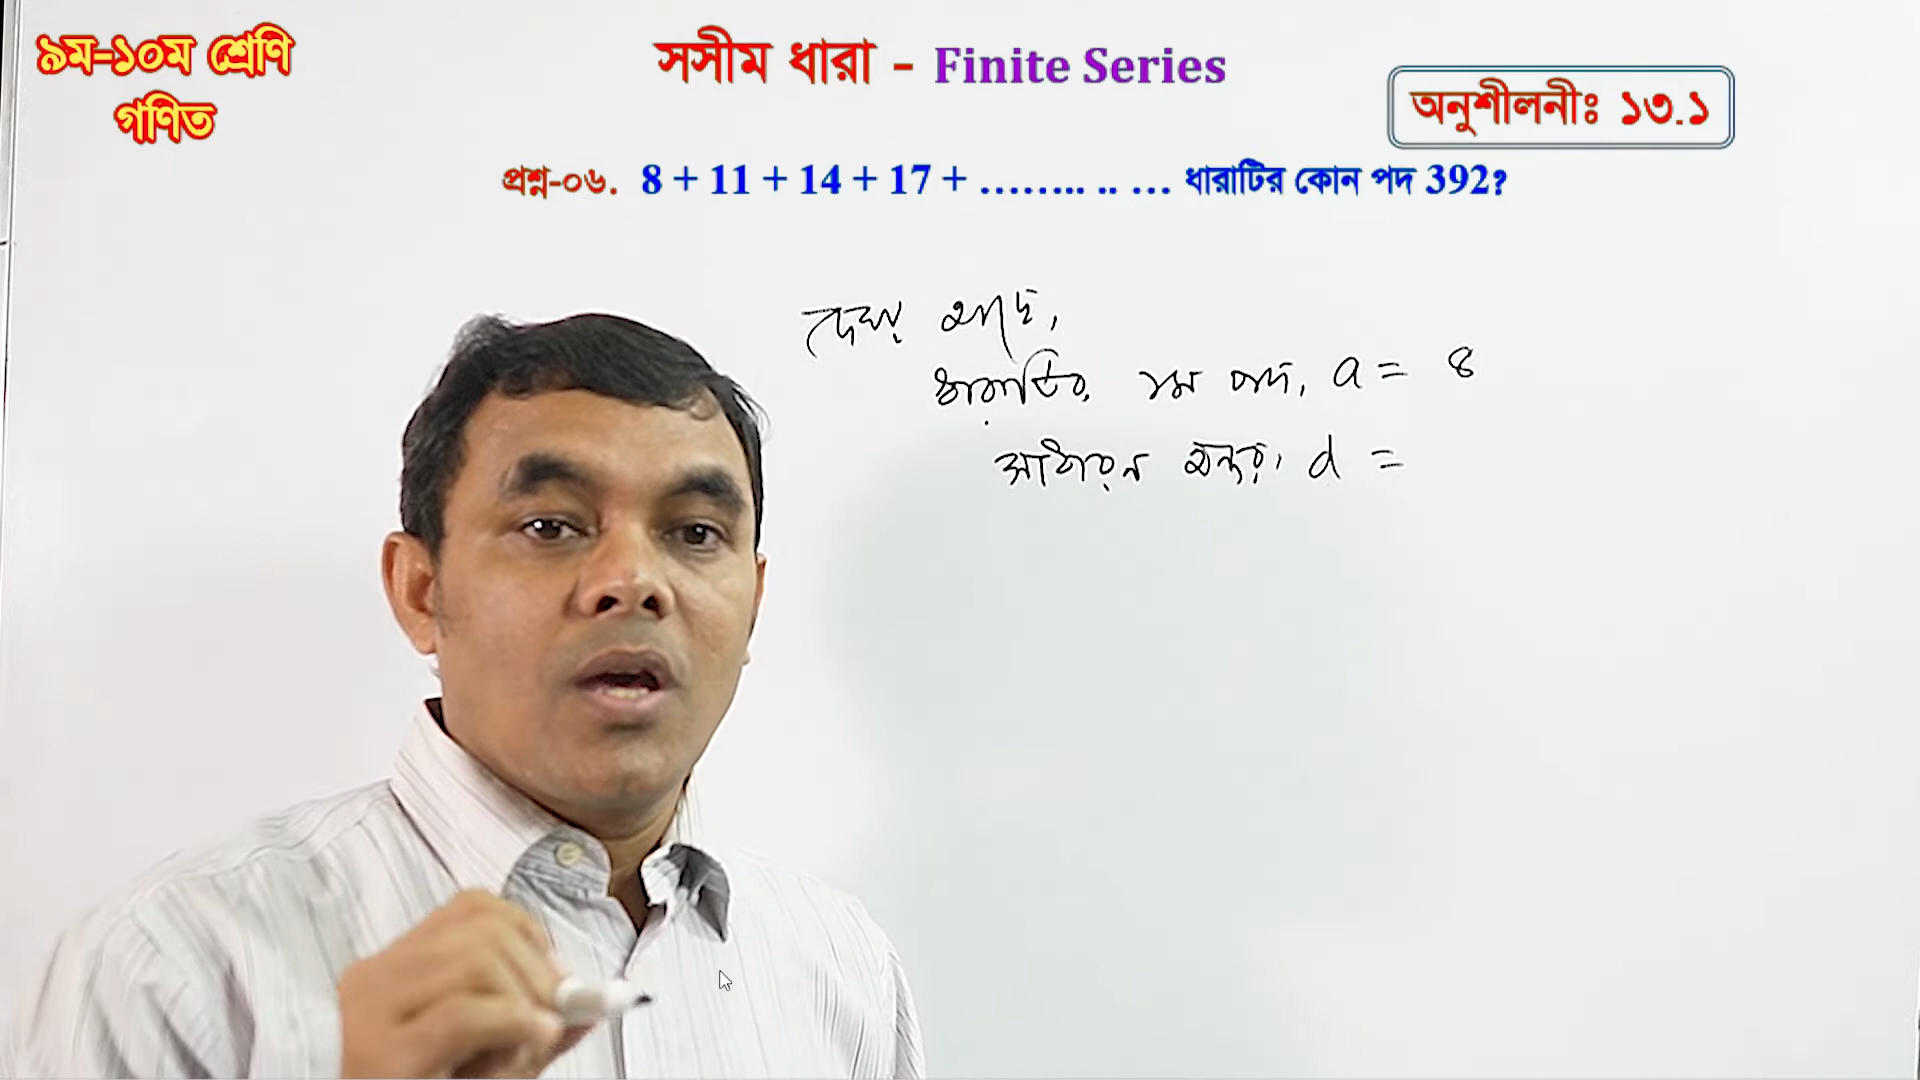 ৯ম-১০ম শ্রেণি
গণিত
সসীম ধারা - Finite Series
অনুশীলনীঃ ১৩.১
প্রশ্ন-০৬. 8 + 11 + 14 + 17 + …….. .. … ধারাটির কোন পদ 392?
দেওয়া আছে,
ধারাটির ১ম পদ, a = 8
সাধারন অন্তর, d =